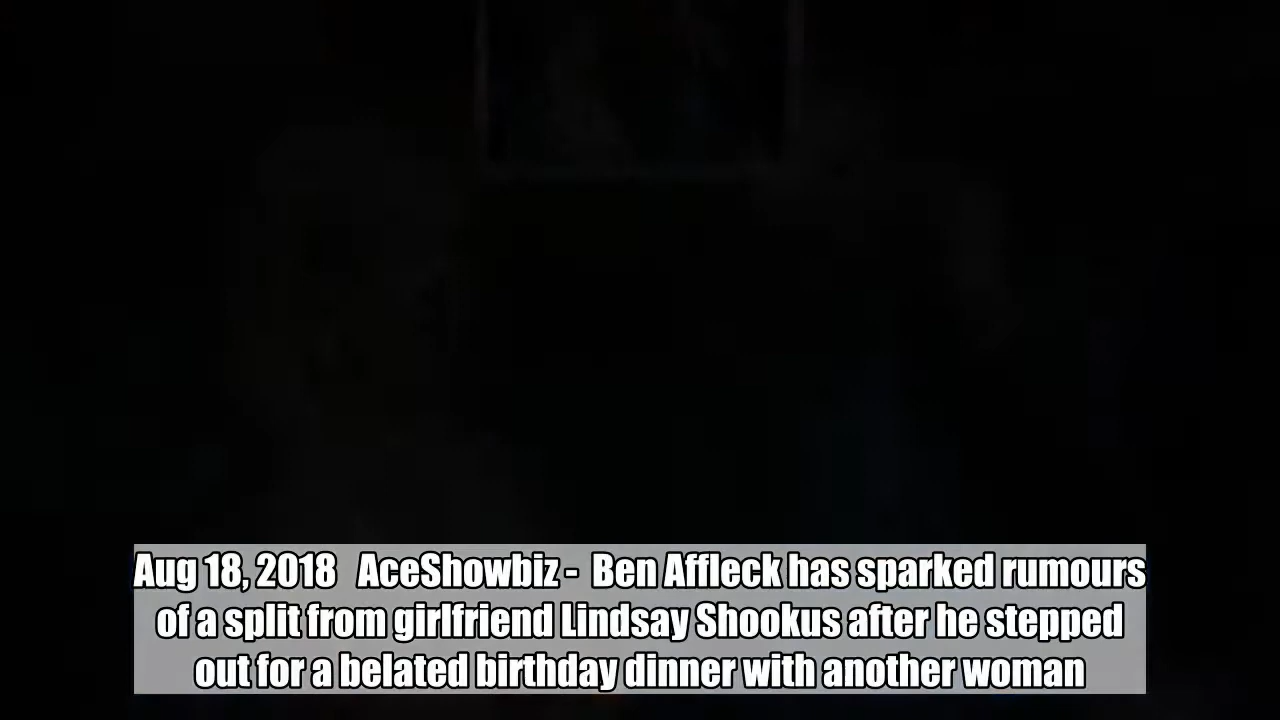 Aug 18, 2018   AceShowbiz -  Ben Affleck has sparked rumours
of a split from girlfriend Lindsay Shookus after he stepped
out for a belated birthday dinner with another woman